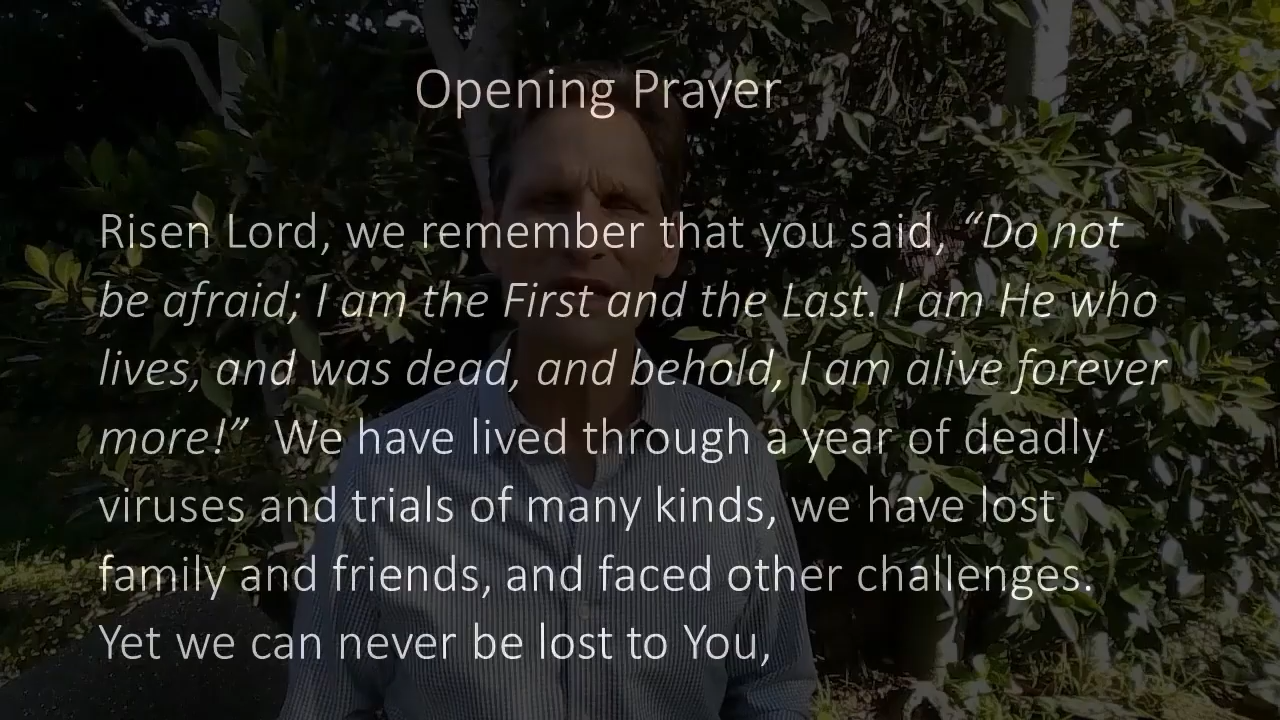 Opening Prayer
Risen Lord, we remember that you said, “Do not
be afraid; I am the First and the Last. I am He who
lives, and was dead, and behold, I am alive forever
more!” We have lived through a year of deadly
viruses and trials of many kinds, we have lost
family and friends, and faced other challenges.
Yet we can never be lost to You,